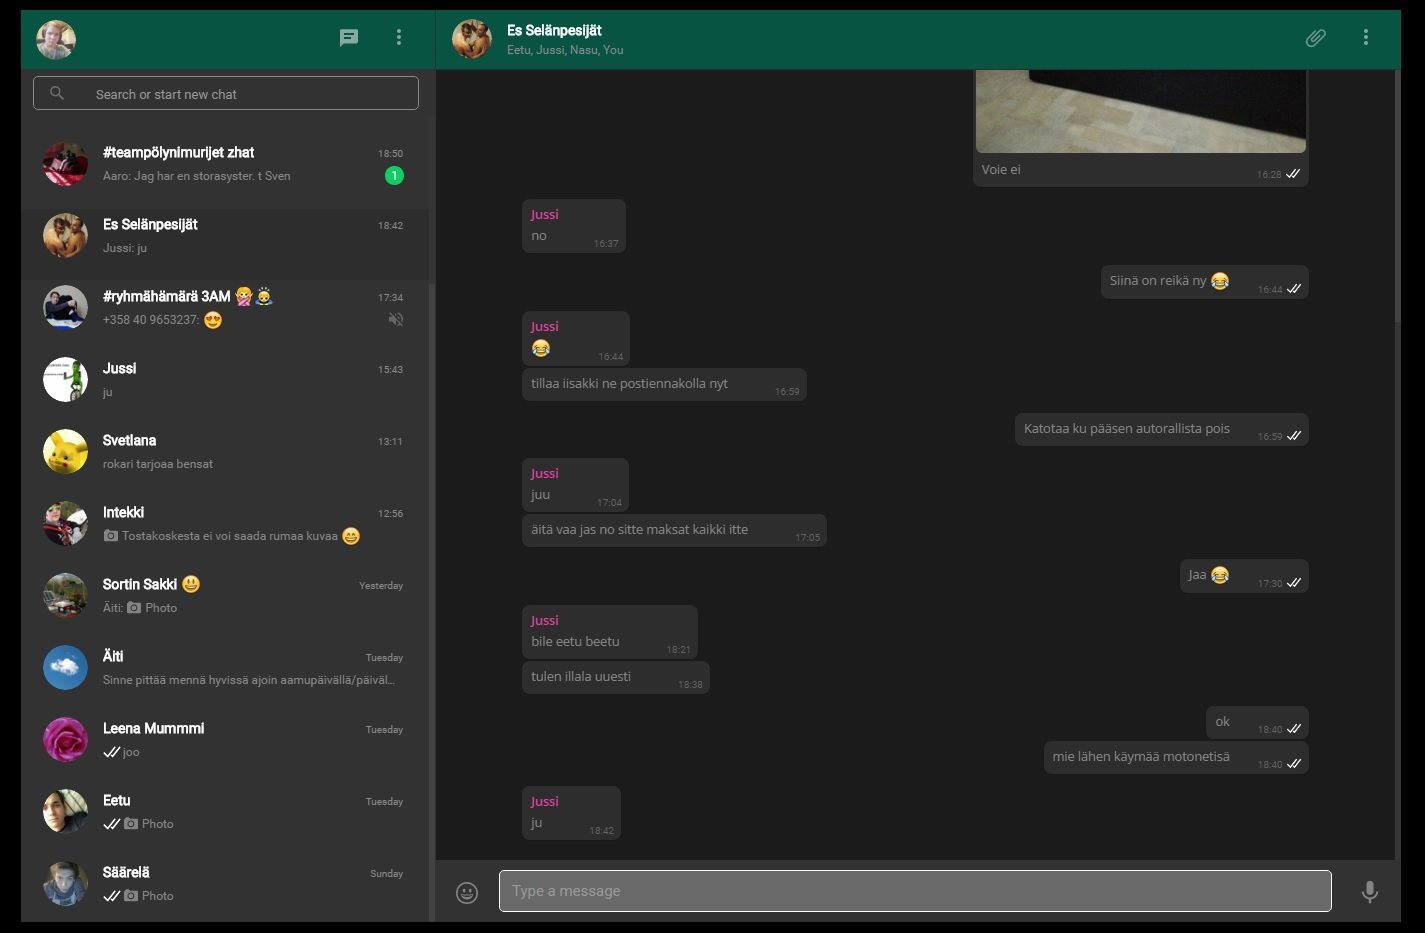 Search or start new chat
#teampölynimurijet zhat
18:50
Aaro: Jag har en storasyster. t Sven
1
Es Selänpesijät
18:42
Jussi: ju
#ryhmähämärä 3AM 🙅🙇
17:34
+358 40 9653237: 😍
Jussi
15:43
ju
Svetlana
13:11
rokari tarjoaa bensat
Intekki
12:56
Tostakoskesta ei voi saada rumaa kuvaa 😄
Sortin Sakki 😃
Yesterday
Äiti: Photo
Äiti
Tuesday
Sinne pittää mennä hyvissä ajoin aamupäivällä/päiväl...
Leena Mummmi
Tuesday
joo
Eetu
Tuesday
Photo
Säärelä
Sunday
Photo
Es Selänpesijät
Eetu, Jussi, Nasu, You
Voie ei
16:28
Jussi
no
16:37
Siinä on reikä ny 😂
16:44
Jussi
😂
16:44
tillaa iisakki ne postiennakolla nyt
16:59
Katotaa ku pääsen autorallista pois
16:59
Jussi
juu
17:04
äitä vaa jas no sitte maksat kaikki itte
17:05
Jaa 😂
17:30
Jussi
bile eetu beetu
18:21
tulen illala uuesti
18:38
ok
18:40
mie lähen käymää motonetisä
18:40
Jussi
ju
18:42
Type a message